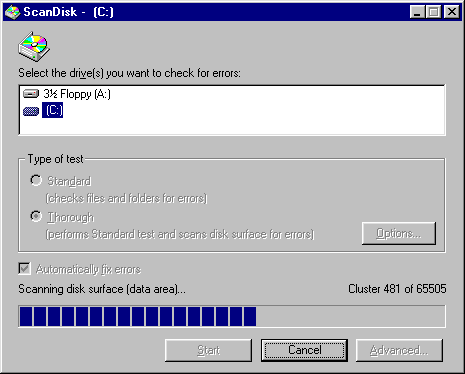 ScanDisk - (C:)
Select the drive(s) you want to check for errors:
3½ Floppy (A:)
(C:)
Type of test
Standard
(checks files and folders for errors)
Thorough
(performs Standard test and scans disk surface for errors)
Options...
Automatically fix errors
Scanning disk surface (data area)...
Cluster 481 of 65505
Start
Cancel
Advanced...